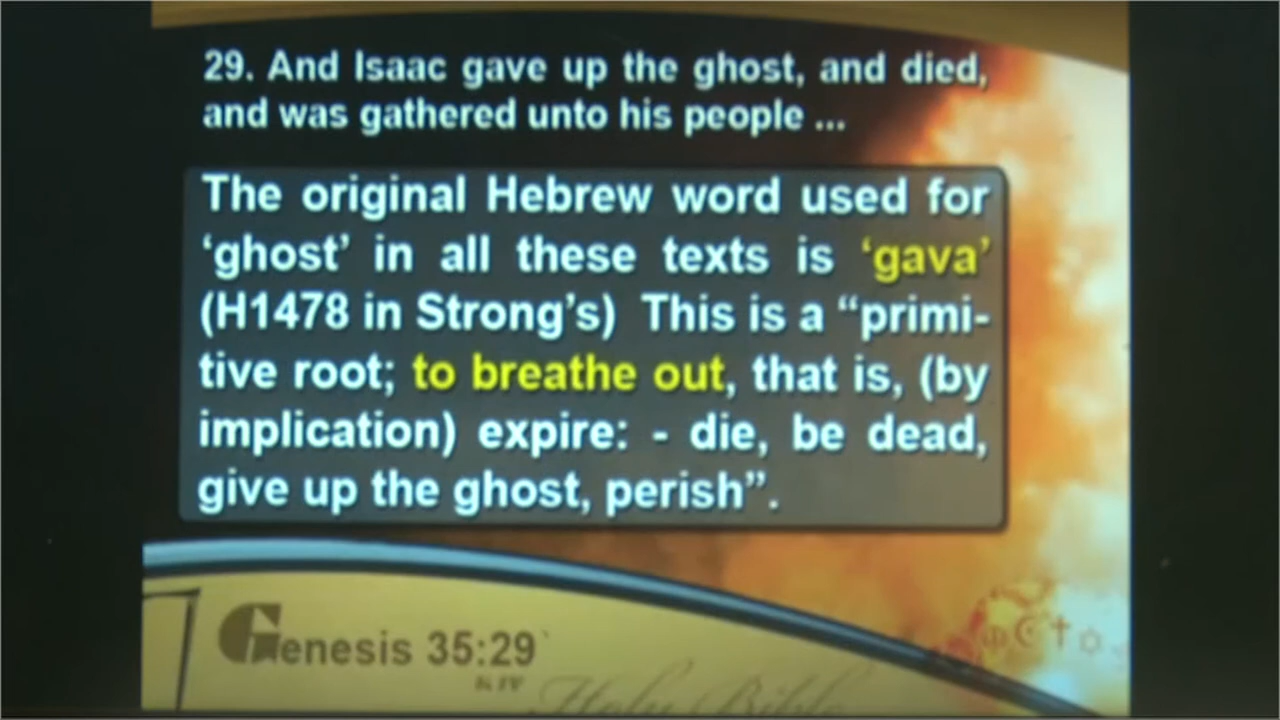 29. And Isaac gave up the ghost, and died,
and was gathered unto his people ...
The original Hebrew word used for
‘ghost’ in all these texts is ‘gava’
(H1478 in Strong’s) This is a “primi-
tive root; to breathe out, that is, (by
implication) expire: - die, be dead,
give up the ghost, perish”.
Genesis 35:29
KJV
Holy Bible